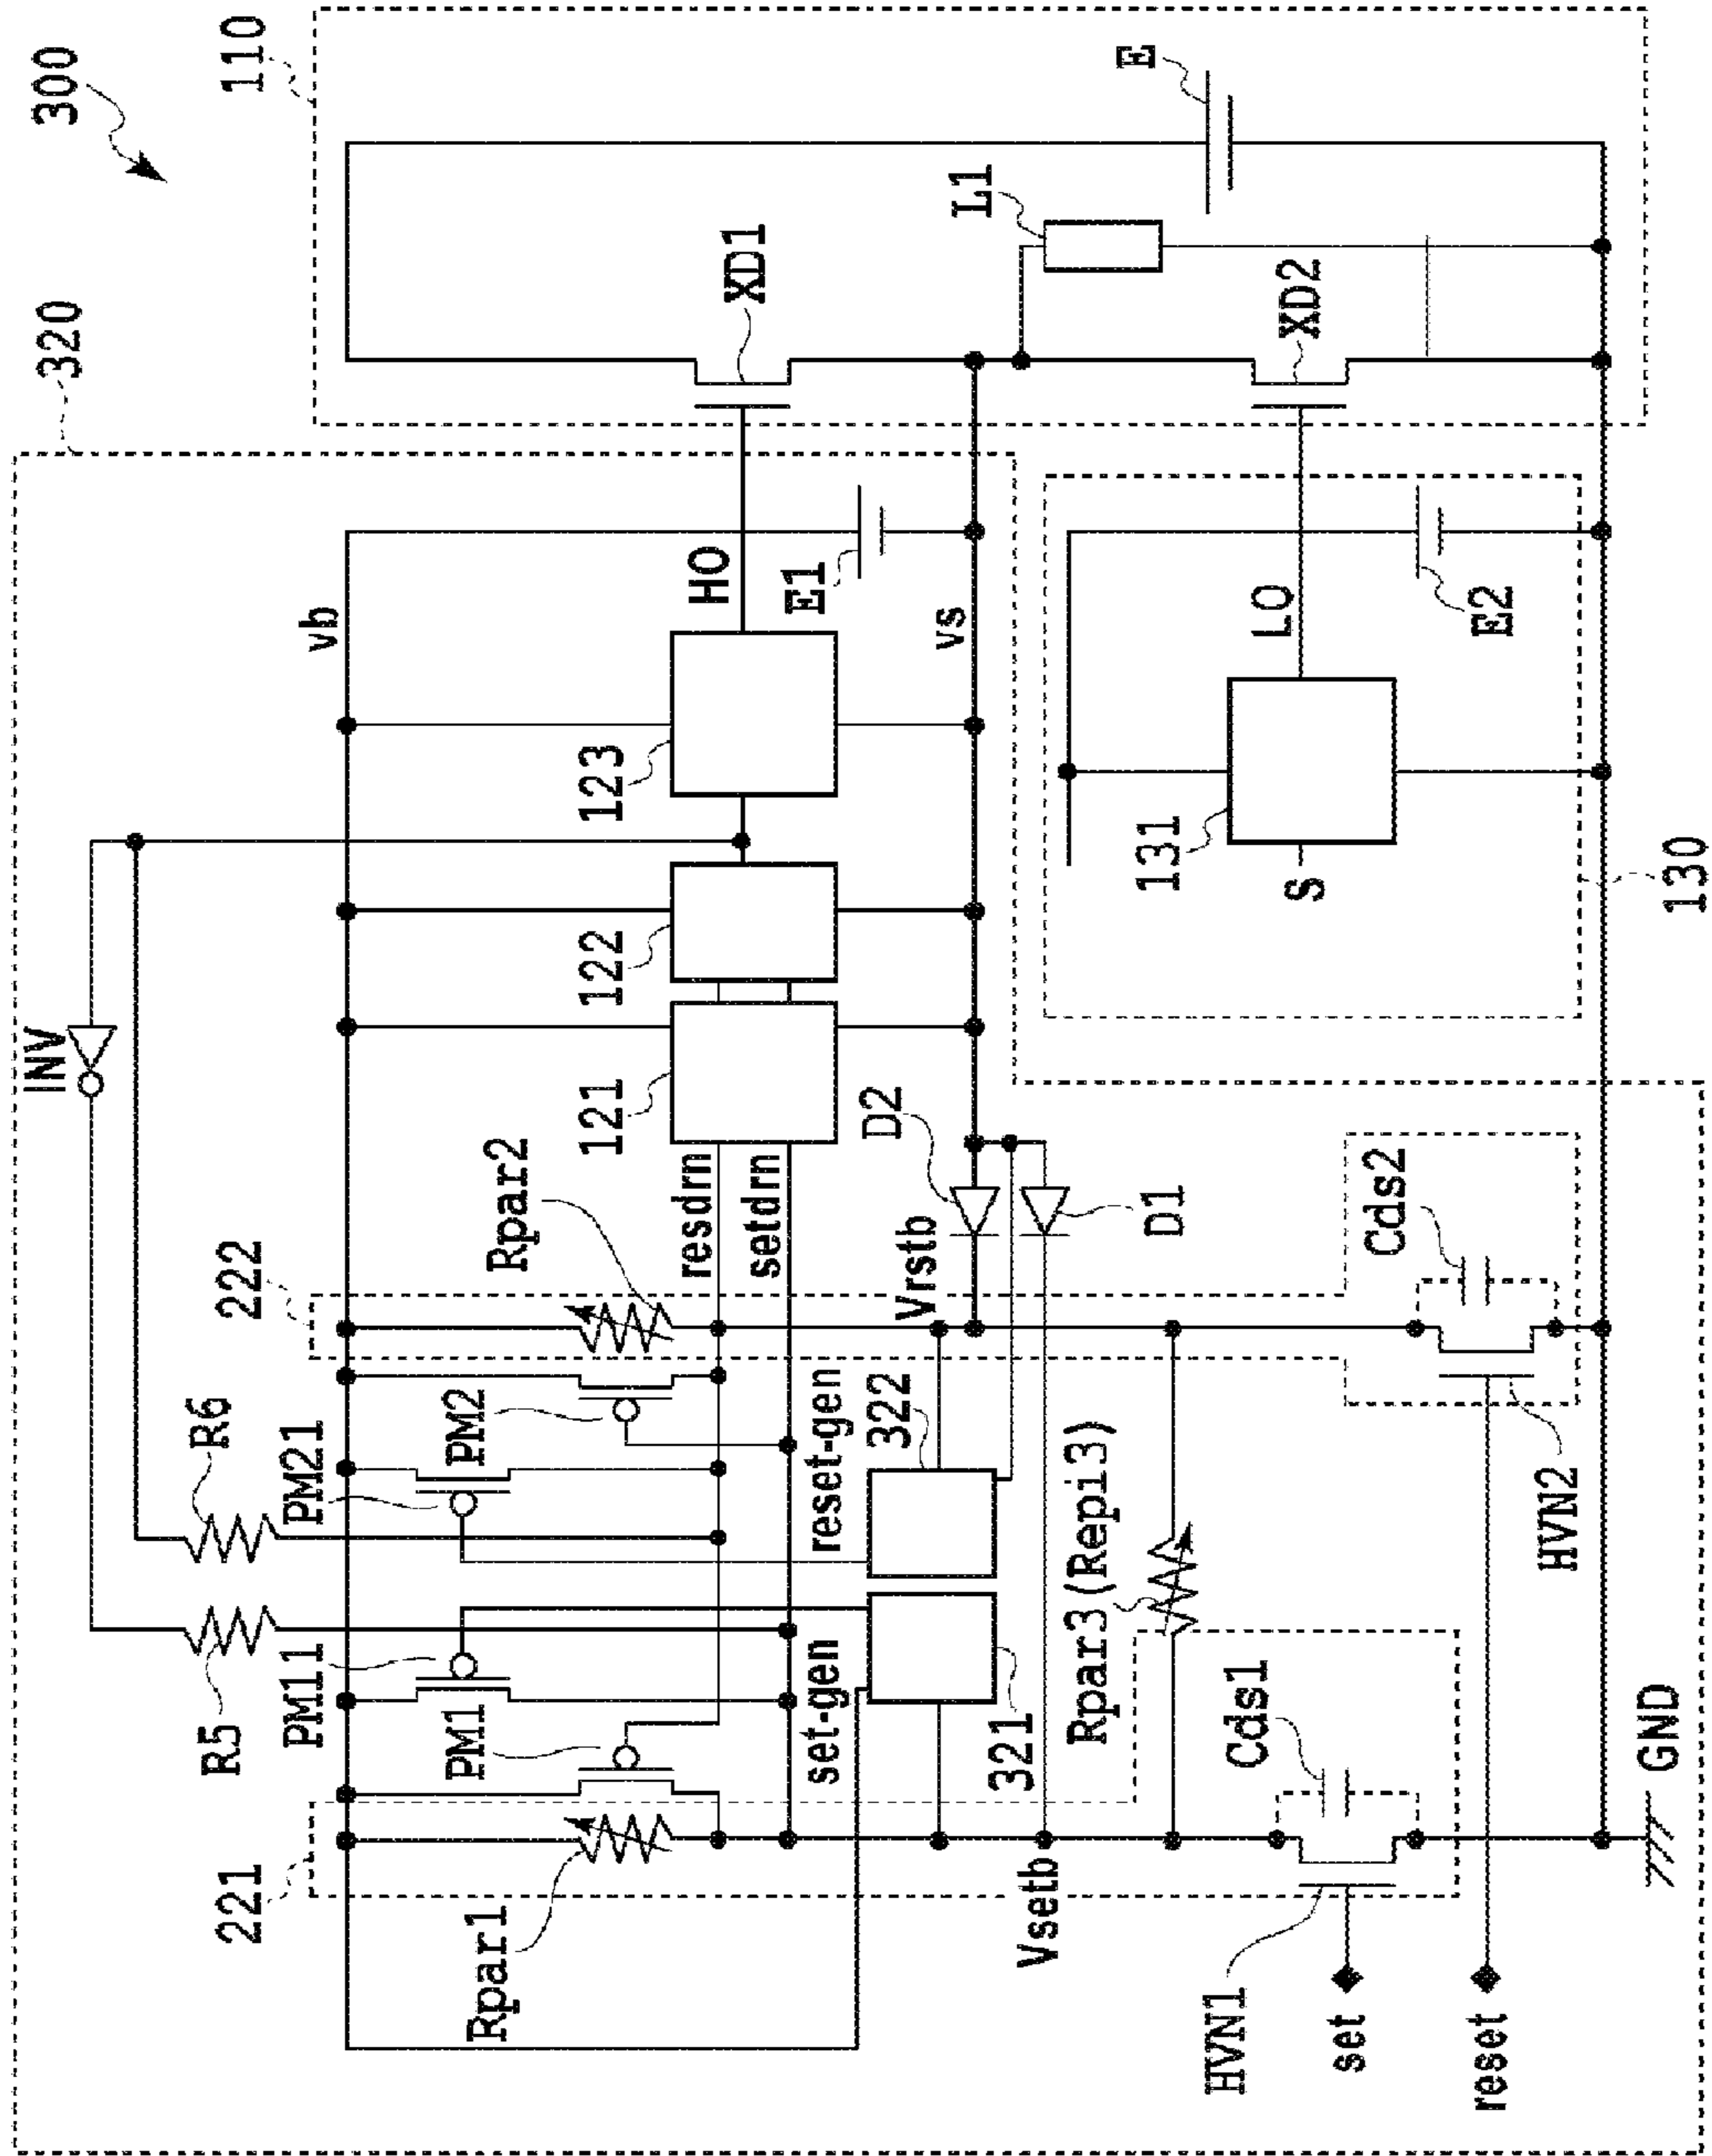 300
320
110
INV
R5
R6
PM11
PM21
vb
221
222
PM1
PM2
Rpar1
Rpar2
resdrn
setdrn
121
122
123
HO
XD1
E1
E
set-gen
reset-gen
321
322
Vsetb
Vrstb
D2
D1
vs
L1
Rpar3(Repi3)
131
S
LO
XD2
E2
130
Cds1
Cds2
HVN1
HVN2
set
reset
GND